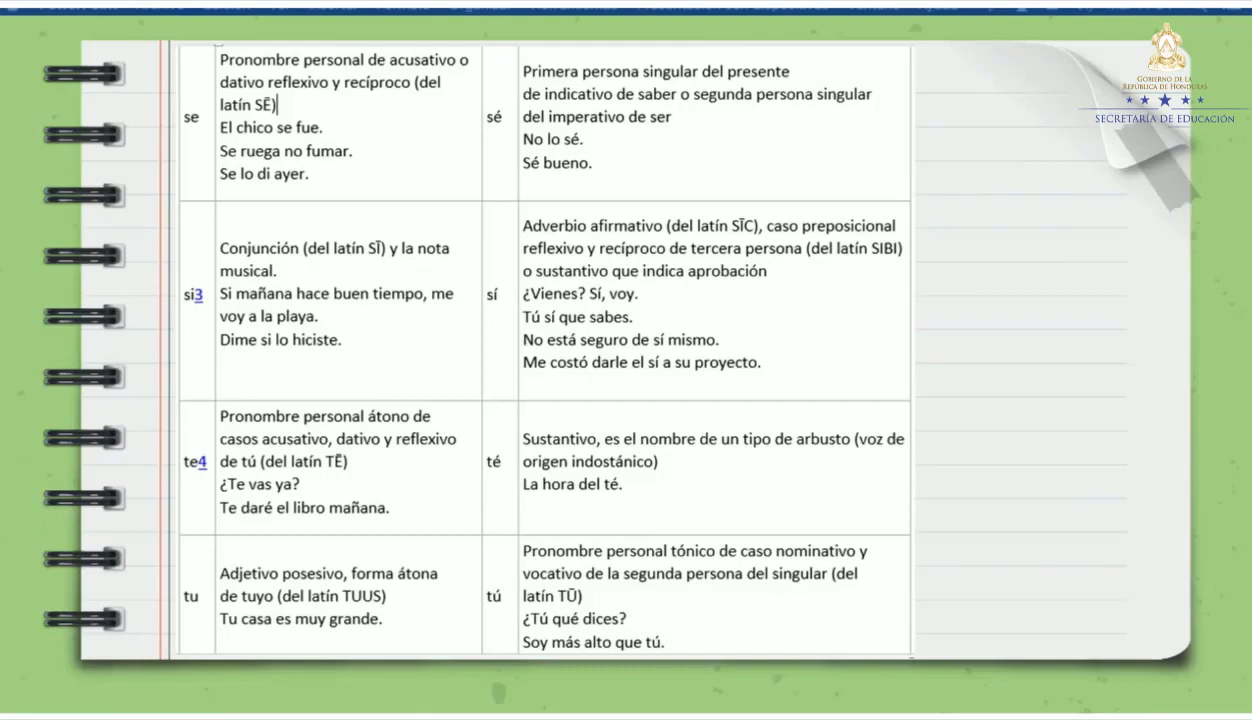 GOBIERNO DE LA
REPÚBLICA DE HONDURAS
SECRETARÍA DE EDUCACIÓN
se
Pronombre personal de acusativo o
dativo reflexivo y recíproco (del
latín SĒ)
El chico se fue.
Se ruega no fumar.
Se lo di ayer.
sé
Primera persona singular del presente
de indicativo de saber o segunda persona singular
del imperativo de ser
No lo sé.
Sé bueno.
si3
Conjunción (del latín SĪ) y la nota
musical.
Si mañana hace buen tiempo, me
voy a la playa.
Dime si lo hiciste.
sí
Adverbio afirmativo (del latín SĪC), caso preposicional
reflexivo y recíproco de tercera persona (del latín SIBI)
o sustantivo que indica aprobación
¿Vienes? Sí, voy.
Tú sí que sabes.
No está seguro de sí mismo.
Me costó darle el sí a su proyecto.
te4
Pronombre personal átono de
casos acusativo, dativo y reflexivo
de tú (del latín TĒ)
¿Te vas ya?
Te daré el libro mañana.
té
Sustantivo, es el nombre de un tipo de arbusto (voz de
origen indostánico)
La hora del té.
tu
Adjetivo posesivo, forma átona
de tuyo (del latín TUUS)
Tu casa es muy grande.
tú
Pronombre personal tónico de caso nominativo y
vocativo de la segunda persona del singular (del
latín TŪ)
¿Tú qué dices?
Soy más alto que tú.